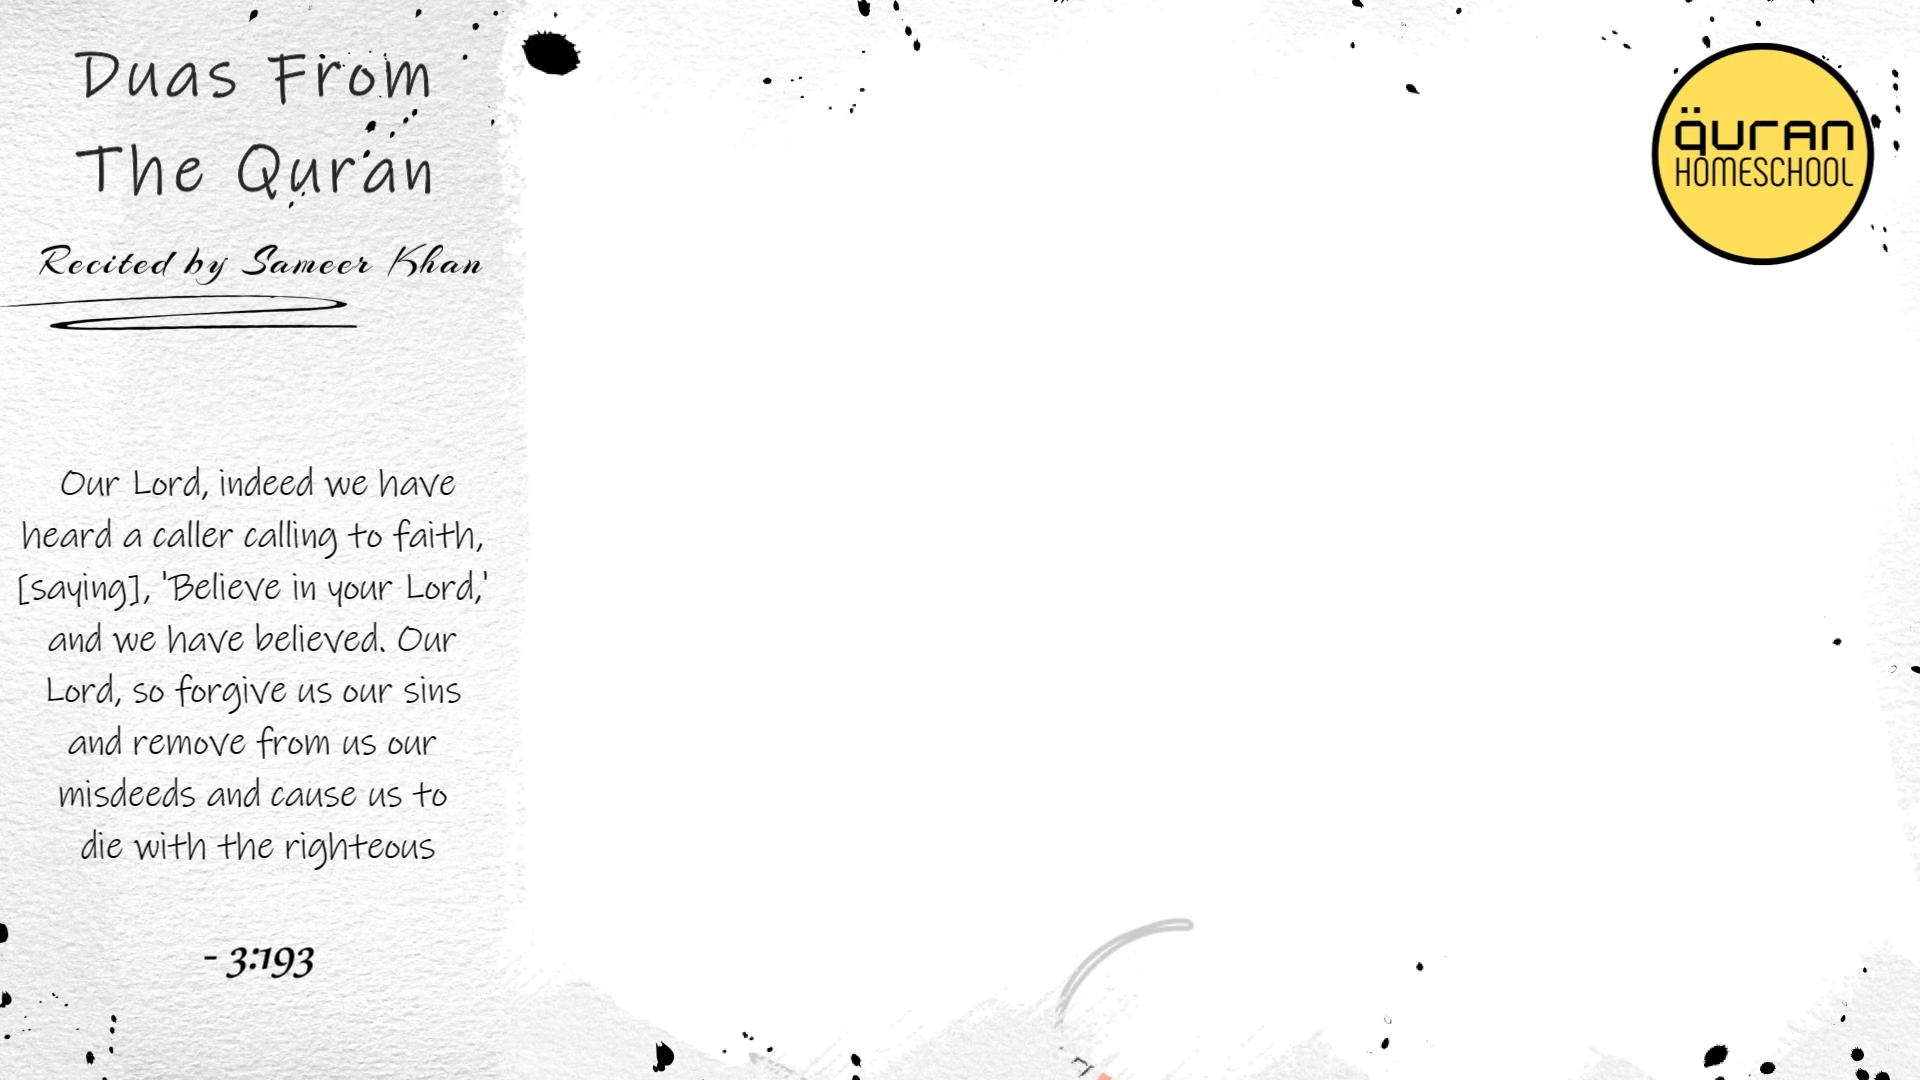 Duas From
The Quran
Recited by Sameer Khan
Our Lord, indeed we have
heard a caller calling to faith,
[saying], 'Believe in your Lord,'
and we have believed. Our
Lord, so forgive us our sins
and remove from us our
misdeeds and cause us to
die with the righteous
- 3:193
QURAN
HOMESCHOOL